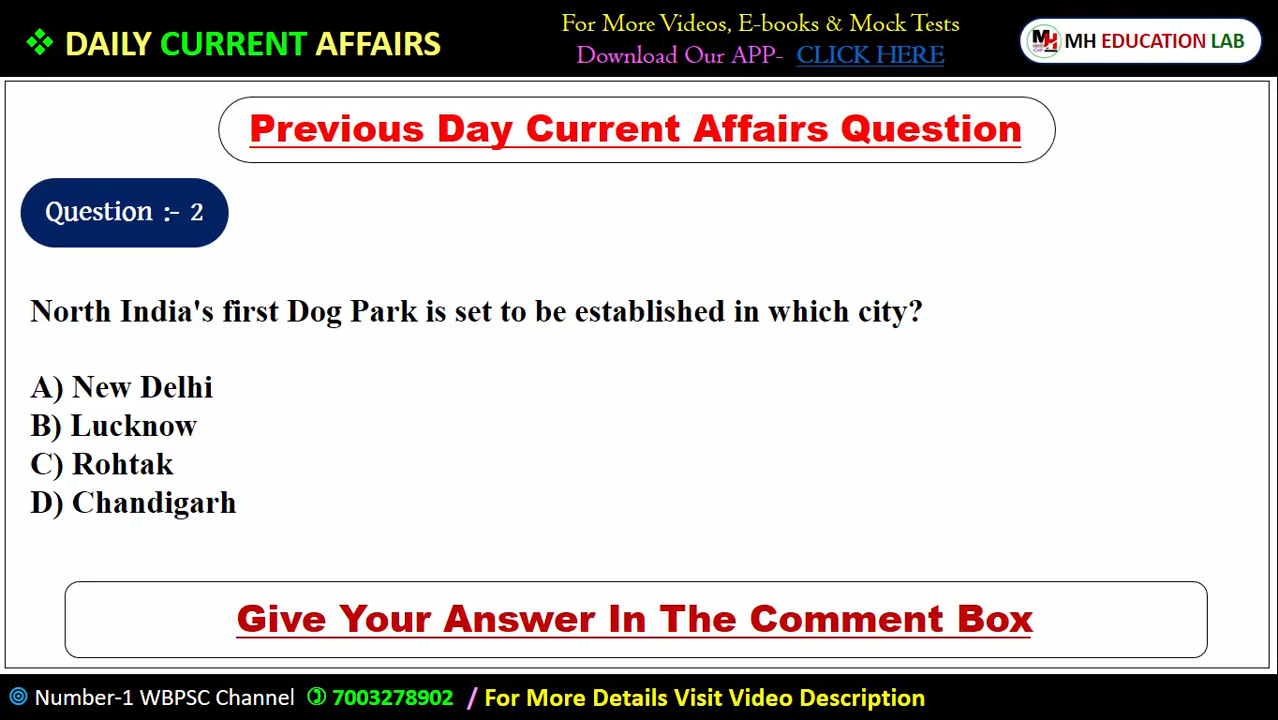 ❖ DAILY CURRENT AFFAIRS
For More Videos, E-books & Mock Tests
Download Our APP- CLICK HERE
MH EDUCATION LAB
Previous Day Current Affairs Question
Question :- 2
North India's first Dog Park is set to be established in which city?
A) New Delhi
B) Lucknow
C) Rohtak
D) Chandigarh
Give Your Answer In The Comment Box
Number-1 WBPSC Channel 7003278902 / For More Details Visit Video Description